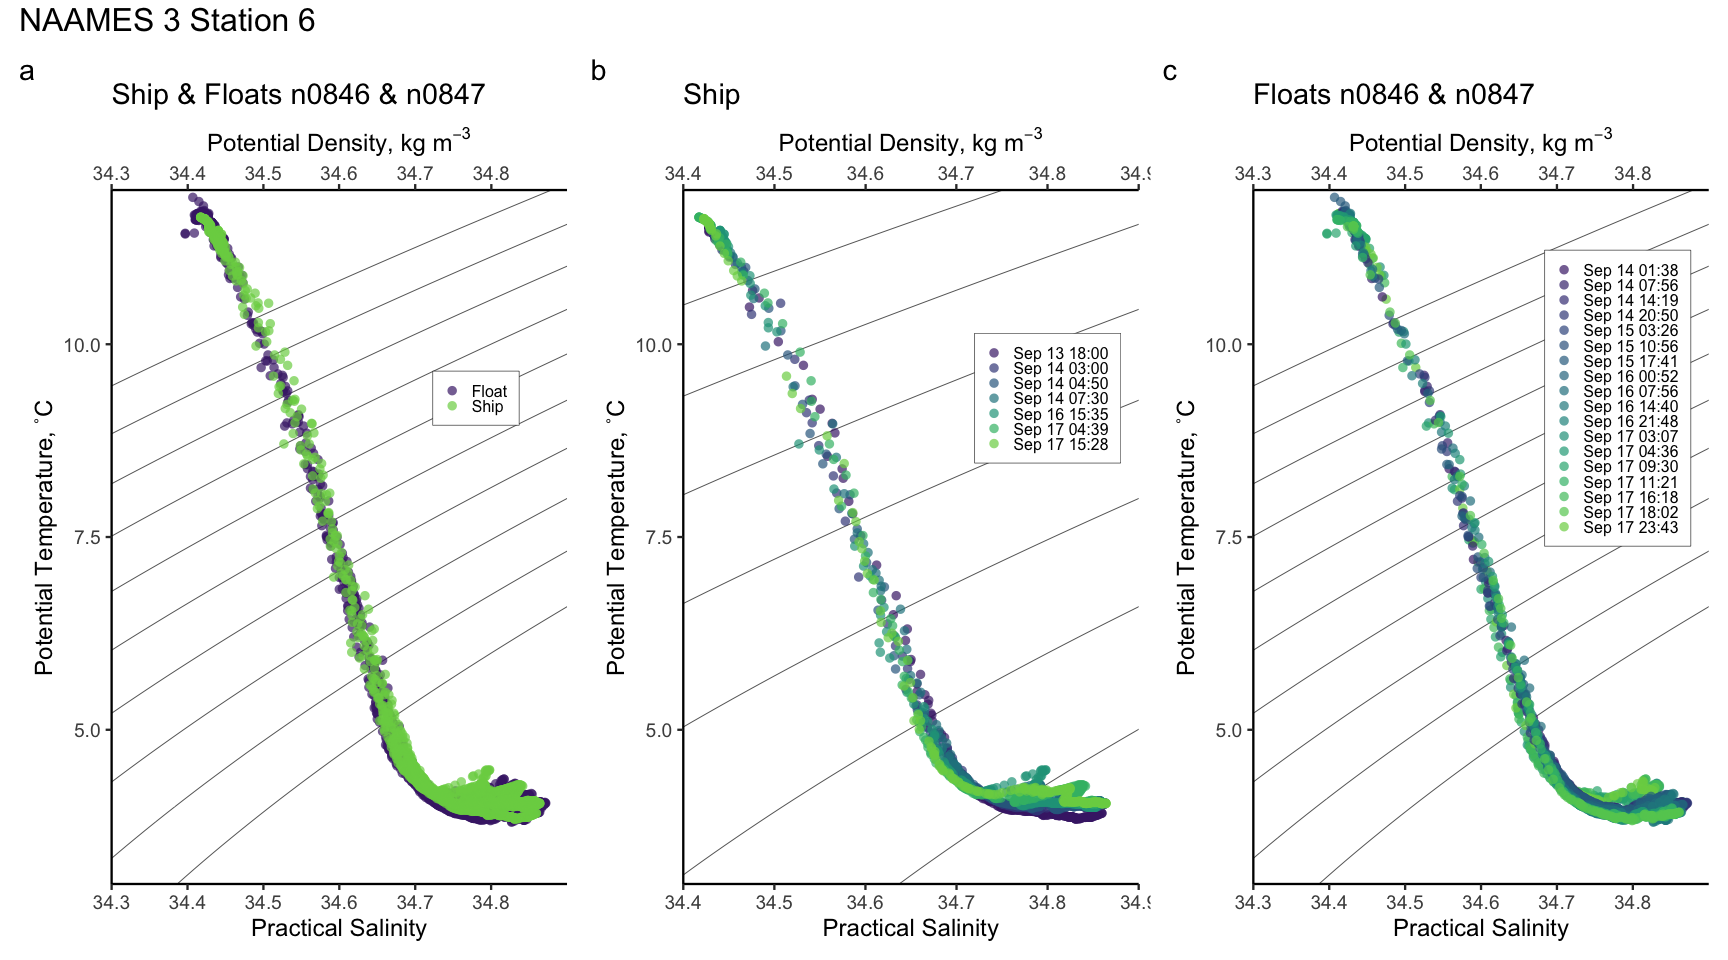 NAAMES 3 Station 6
a
Ship & Floats n0846 & n0847
Potential Density, kg m⁻³
34.3 34.4 34.5 34.6 34.7 34.8
10.0
7.5
5.0
Potential Temperature, °C
Float
Ship
34.3 34.4 34.5 34.6 34.7 34.8
Practical Salinity
b
Ship
Potential Density, kg m⁻³
34.4 34.5 34.6 34.7 34.8 34.9
10.0
7.5
5.0
Potential Temperature, °C
Sep 13 18:00
Sep 14 03:00
Sep 14 04:50
Sep 14 07:30
Sep 16 15:35
Sep 17 04:39
Sep 17 15:28
34.4 34.5 34.6 34.7 34.8 34.9
Practical Salinity
c
Floats n0846 & n0847
Potential Density, kg m⁻³
34.3 34.4 34.5 34.6 34.7 34.8
10.0
7.5
5.0
Potential Temperature, °C
Sep 14 01:38
Sep 14 07:56
Sep 14 14:19
Sep 14 20:50
Sep 15 03:26
Sep 15 10:56
Sep 15 17:41
Sep 16 00:52
Sep 16 07:56
Sep 16 14:40
Sep 16 21:48
Sep 17 03:07
Sep 17 04:36
Sep 17 09:30
Sep 17 11:21
Sep 17 16:18
Sep 17 18:02
Sep 17 23:43
34.3 34.4 34.5 34.6 34.7 34.8
Practical Salinity